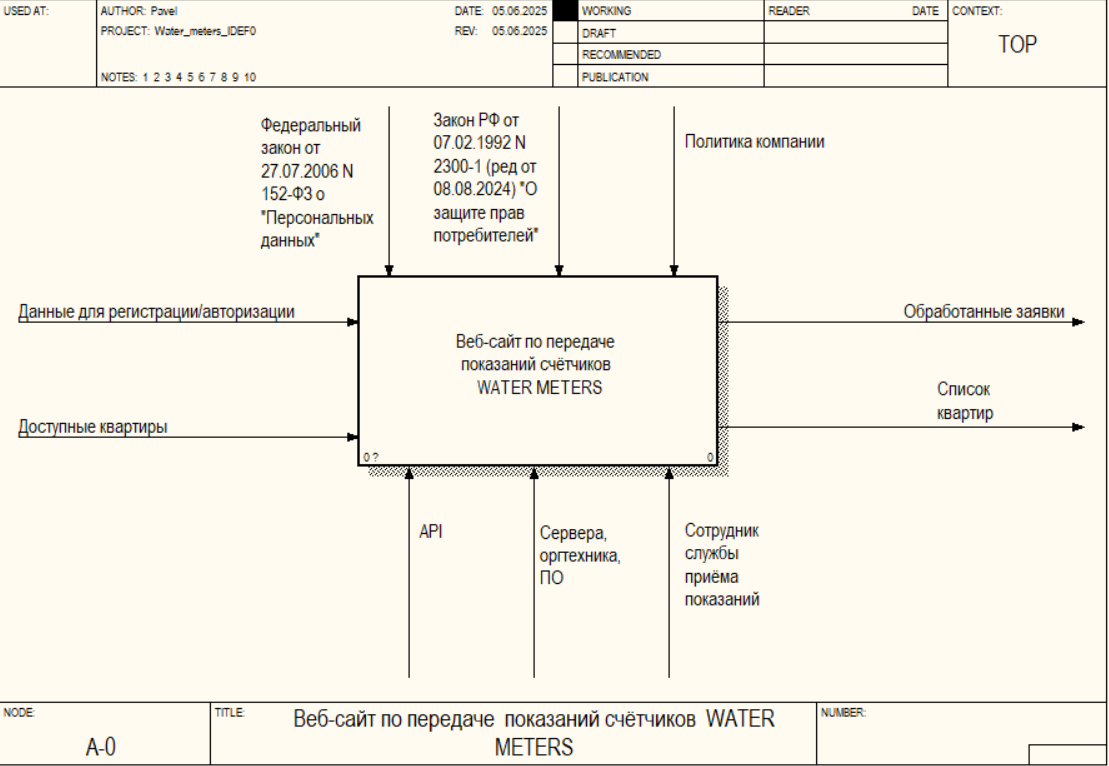 USED AT:
AUTHOR: Pavel
DATE: 05.06.2025
PROJECT: Water_meters_IDEF0
REV: 05.06.2025
NOTES: 1 2 3 4 5 6 7 8 9 10
WORKING
DRAFT
RECOMMENDED
PUBLICATION
READER
DATE
CONTEXT:
TOP
Федеральный
закон от
27.07.2006 N
152-ФЗ о
"Персональных
данных"
Закон РФ от
07.02.1992 N
2300-1 (ред от
08.08.2024) "О
защите прав
потребителей"
Политика компании
Данные для регистрации/авторизации
Доступные квартиры
Веб-сайт по передаче
показаний счётчиков
WATER METERS
0 ?
0
Обработанные заявки
Список
квартир
API
Сервера,
оргтехника,
ПО
Сотрудник
службы
приёма
показаний
NODE:
A-0
TITLE:
Веб-сайт по передаче показаний счётчиков WATER
METERS
NUMBER: